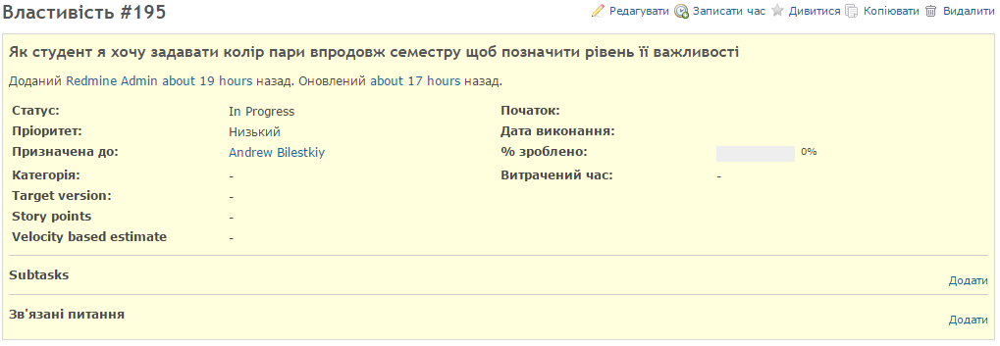 Властивість #195
Редагувати Записати час Дивитися Копіювати Видалити
Як студент я хочу задавати колір пари впродовж семестру щоб позначити рівень її важливості
Доданий Redmine Admin about 19 hours назад. Оновлений about 17 hours назад.
Статус: In Progress Початок:
Пріоритет: Низький Дата виконання:
Призначена до: Andrew Bilestkiy % зроблено: 0%
Категорія: - Витрачений час: -
Target version: -
Story points -
Velocity based estimate -
Subtasks
Додати
Зв'язані питання
Додати